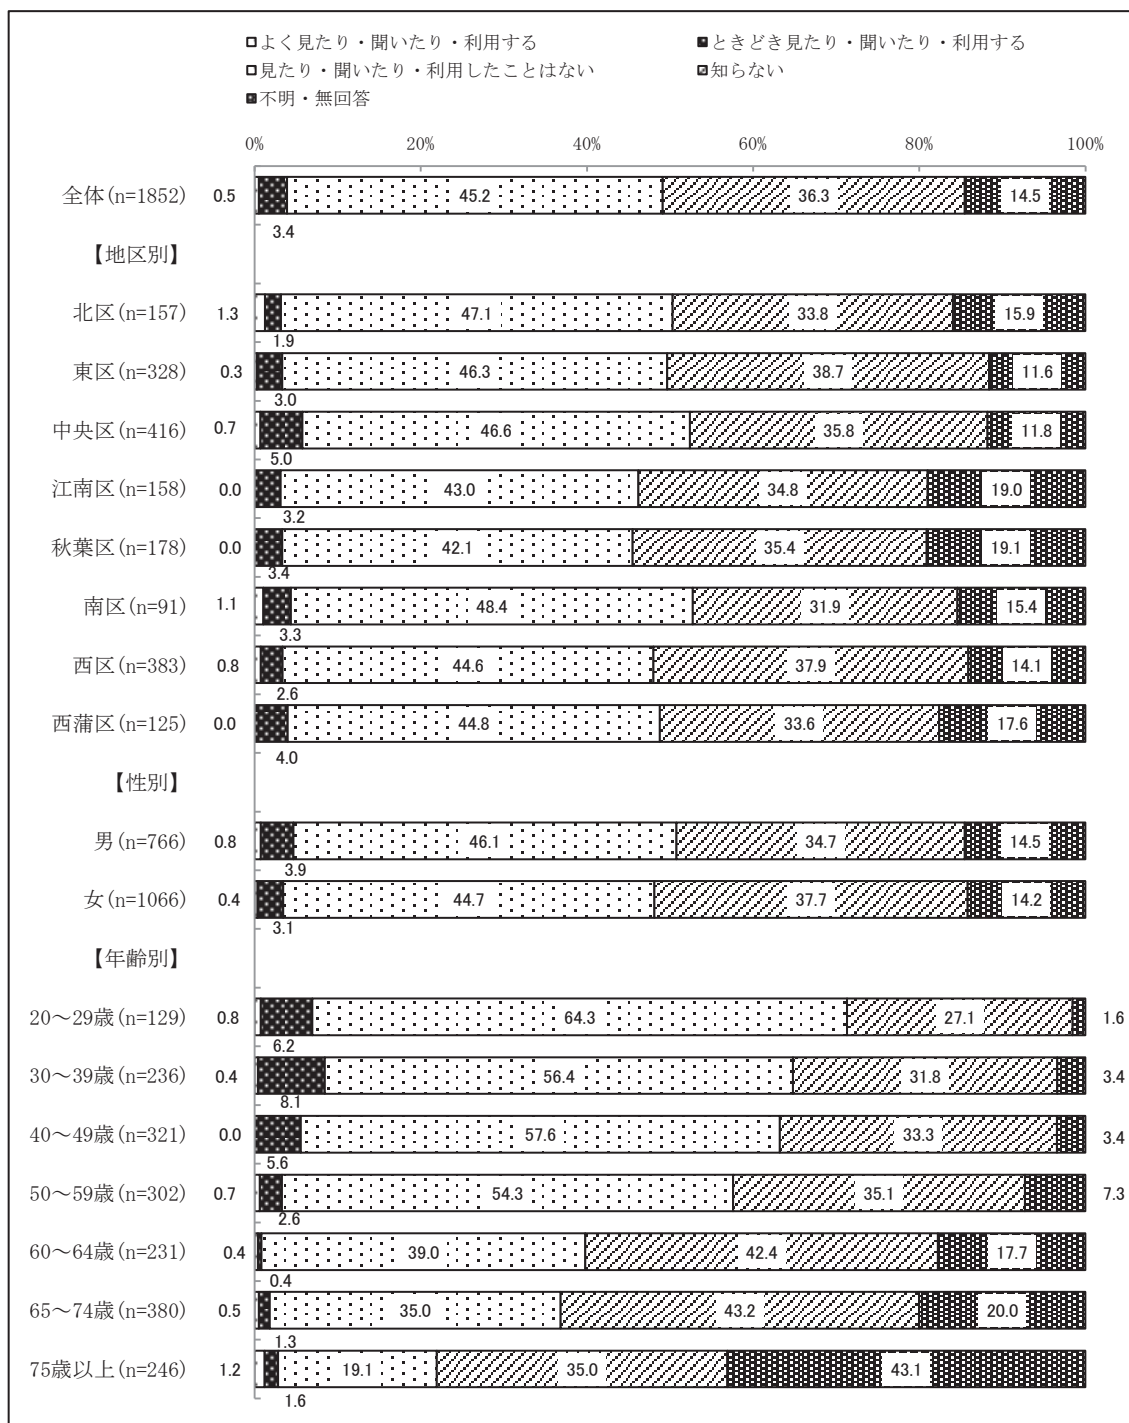 よく見たり・聞いたり・利用する ときどき見たり・聞いたり・利用する
見たり・聞いたり・利用したことはない 知らない
不明・無回答
0% 20% 40% 60% 80% 100%
全体(n=1852) 0.5 45.2 36.3 14.5
3.4
【地区別】
北区(n=157) 1.3 47.1 33.8 15.9
1.9
東区(n=328) 0.3 46.3 38.7 11.6
3.0
中央区(n=416) 0.7 46.6 35.8 11.8
5.0
江南区(n=158) 0.0 43.0 34.8 19.0
3.2
秋葉区(n=178) 0.0 42.1 35.4 19.1
3.4
南区(n=91) 1.1 48.4 31.9 15.4
3.3
西区(n=383) 0.8 44.6 37.9 14.1
2.6
西蒲区(n=125) 0.0 44.8 33.6 17.6
4.0
【性別】
男(n=766) 0.8 46.1 34.7 14.5
3.9
女(n=1066) 0.4 44.7 37.7 14.2
3.1
【年齢別】
20～29歳(n=129) 0.8 64.3 27.1 1.6
6.2
30～39歳(n=236) 0.4 56.4 31.8 3.4
8.1
40～49歳(n=321) 0.0 57.6 33.3 3.4
5.6
50～59歳(n=302) 0.7 54.3 35.1 7.3
2.6
60～64歳(n=231) 0.4 39.0 42.4 17.7
0.4
65～74歳(n=380) 0.5 35.0 43.2 20.0
1.3
75歳以上(n=246) 1.2 19.1 35.0 43.1
1.6